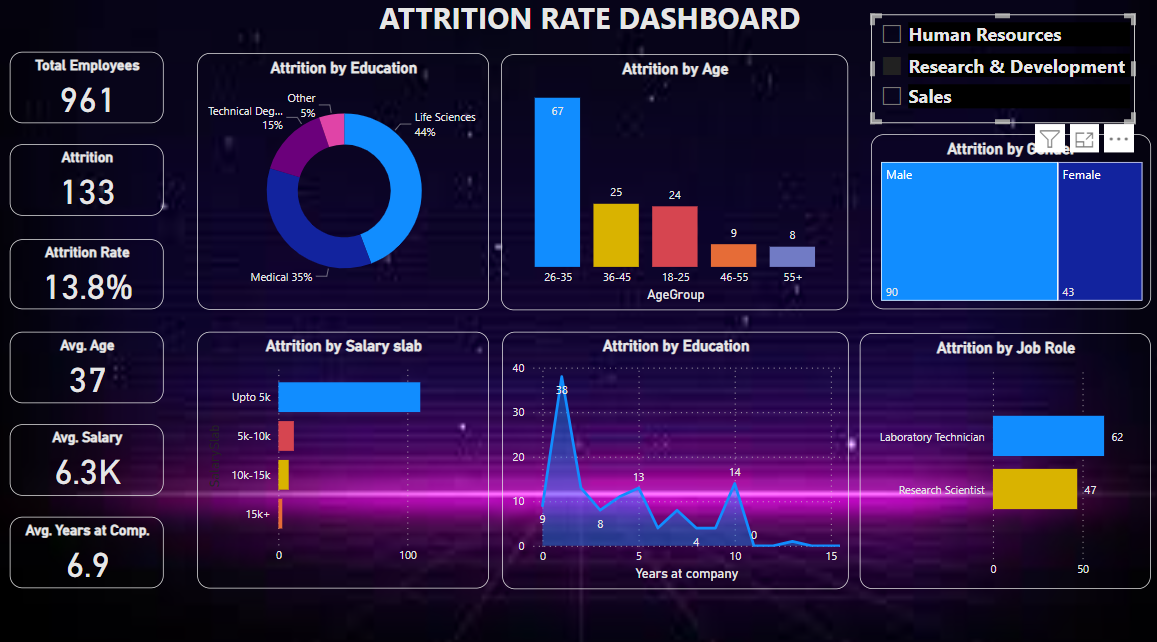 ATTRITION RATE DASHBOARD
Human Resources
Research & Development
Sales
Total Employees
961
Attrition
133
Attrition Rate
13.8%
Avg. Age
37
Avg. Salary
6.3K
Avg. Years at Comp.
6.9
Attrition by Education
Other
5%
Technical Deg...
15%
Life Sciences
44%
Medical 35%
Attrition by Age
67
25
24
9
8
26-35
36-45
18-25
46-55
55+
AgeGroup
Attrition by Gender
Male
90
Female
43
Attrition by Salary slab
Upto 5k
5k-10k
10k-15k
15k+
0
100
Attrition by Education
40
30
20
10
0
38
9
8
13
4
14
0
0
5
10
15
Years at company
Attrition by Job Role
Laboratory Technician
62
Research Scientist
47
0
50